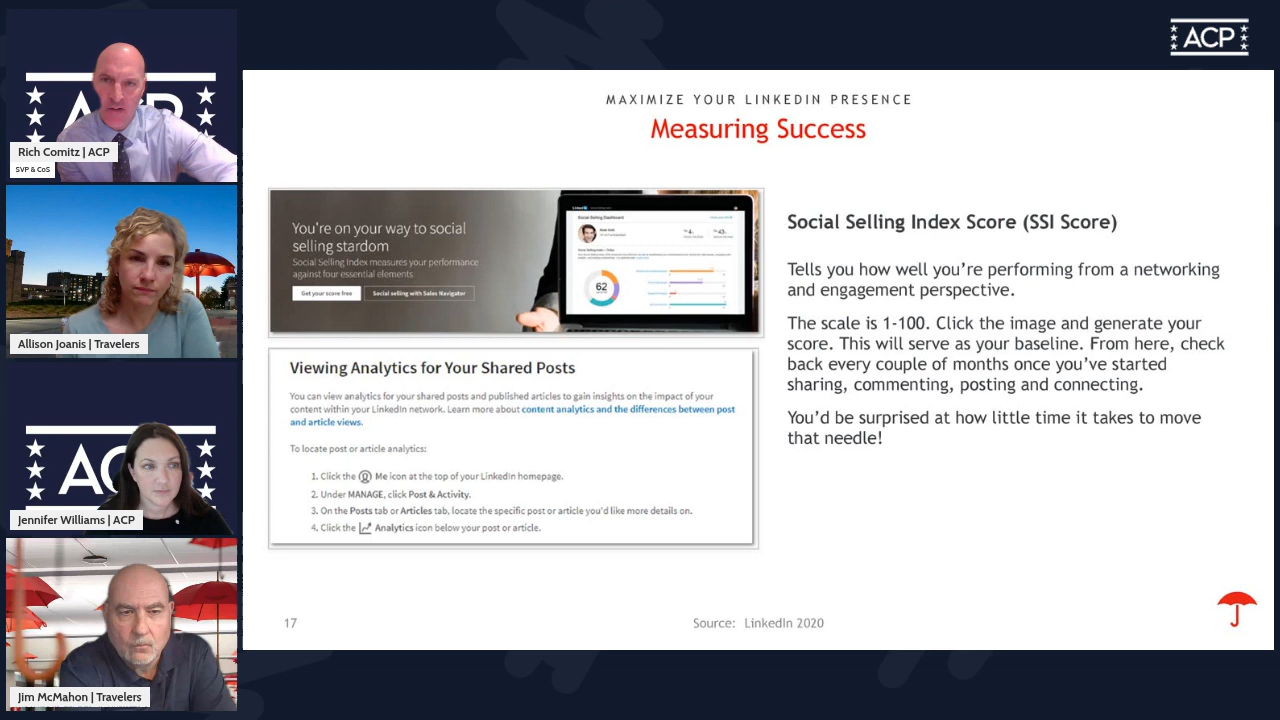 ACP
Rich Comitz | ACP
SVP & CoS
Allison Joanis | Travelers
Jennifer Williams | ACP
Jim McMahon | Travelers
MAXIMIZE YOUR LINKEDIN PRESENCE
Measuring Success
You're on your way to social
selling stardom
Social Selling Index measures your performance
against four essential elements
Get your score free
Social selling with Sales Navigator
Social Selling Dashboard
62
Viewing Analytics for Your Shared Posts
You can view analytics for your shared posts and published articles to gain insights on the impact of your
content within your LinkedIn network. Learn more about content analytics and the differences between post
and article views.
To locate post or article analytics:
1. Click the Me icon at the top of your LinkedIn homepage.
2. Under MANAGE, click Post & Activity.
3. On the Posts tab or Articles tab, locate the specific post or article you'd like more details on.
4. Click the Analytics icon below your post or article.
Social Selling Index Score (SSI Score)
Tells you how well you're performing from a networking
and engagement perspective.
The scale is 1-100. Click the image and generate your
score. This will serve as your baseline. From here, check
back every couple of months once you've started
sharing, commenting, posting and connecting.
You'd be surprised at how little time it takes to move
that needle!
17
Source: LinkedIn 2020